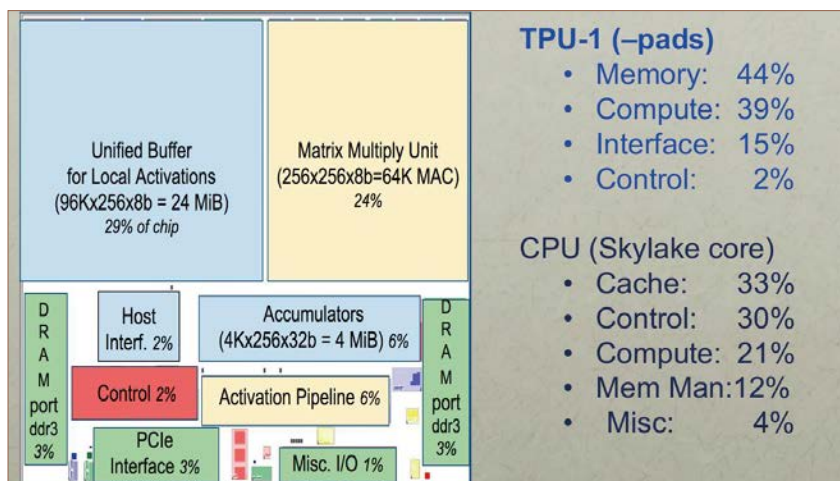 Unified Buffer
for Local Activations
(96Kx256x8b = 24 MiB)
29% of chip
Matrix Multiply Unit
(256x256x8b=64K MAC)
24%
D
R
A
M
port
ddr3
3%
Host
Interf. 2%
Accumulators
(4Kx256x32b = 4 MiB) 6%
Control 2%
Activation Pipeline 6%
PCIe
Interface 3%
Misc. I/O 1%
D
R
A
M
port
ddr3
3%
TPU-1 (–pads)
• Memory: 44%
• Compute: 39%
• Interface: 15%
• Control: 2%
CPU (Skylake core)
• Cache: 33%
• Control: 30%
• Compute: 21%
• Mem Man:12%
• Misc: 4%